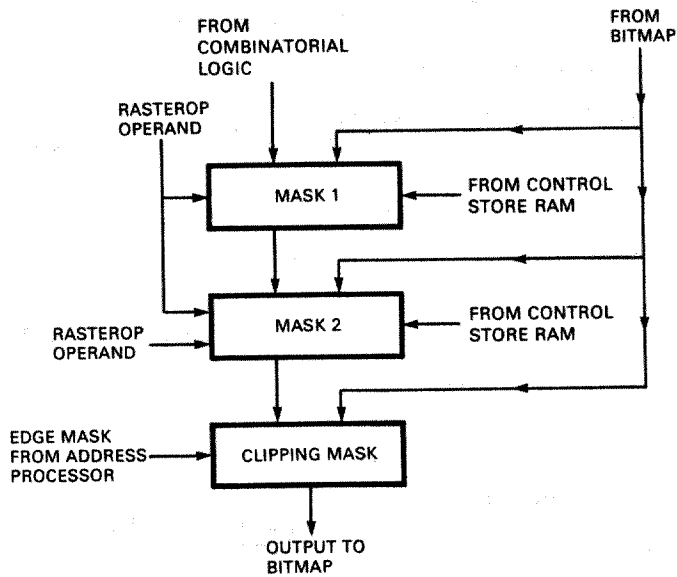 FROM
COMBINATORIAL
LOGIC
FROM
BITMAP
RASTEROP
OPERAND
MASK 1
FROM CONTROL
STORE RAM
MASK 2
FROM CONTROL
STORE RAM
RASTEROP
OPERAND
EDGE MASK
FROM ADDRESS
PROCESSOR
CLIPPING MASK
OUTPUT TO
BITMAP